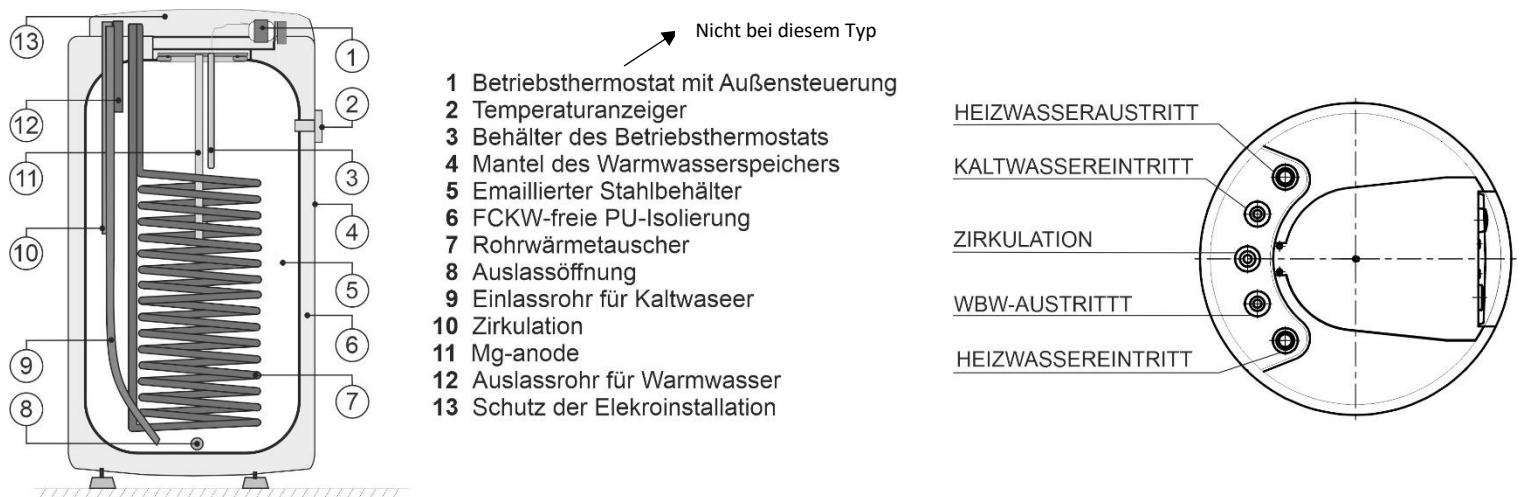 13
12
11
10
9
8
1
2
3
4
5
6
7
Nicht bei diesem Typ
1 Betriebsthermostat mit Außensteuerung
2 Temperaturanzeiger
3 Behälter des Betriebsthermostats
4 Mantel des Warmwasserspeichers
5 Emaillierter Stahlbehälter
6 FCKW-freie PU-Isolierung
7 Rohrwärmetauscher
8 Auslassöffnung
9 Einlassrohr für Kaltwaseer
10 Zirkulation
11 Mg-anode
12 Auslassrohr für Warmwasser
13 Schutz der Elekroinstallation
HEIZWASSERAUSTRITT
KALTWASSEREINTRITT
ZIRKULATION
WBW-AUSTRITTT
HEIZWASSEREINTRITT